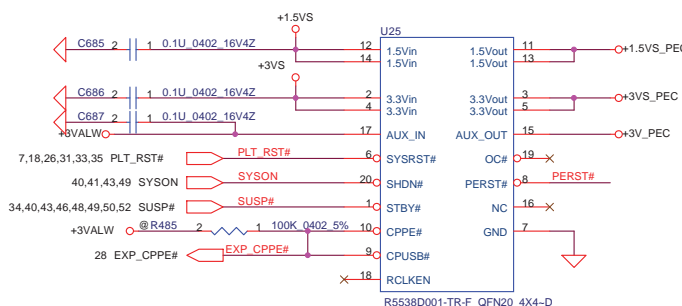 +1.5VS
U25
C685 2 1 0.1U_0402_16V4Z
12 1.5Vin 1.5Vout 11 +1.5VS_PEC
14 1.5Vin 1.5Vout 13
+3VS
C686 2 1 0.1U_0402_16V4Z
2 3.3Vin 3.3Vout 3 +3VS_PEC
4 3.3Vin 3.3Vout 5
C687 2 1 0.1U_0402_16V4Z
+3VALW 17 AUX_IN AUX_OUT 15 +3V_PEC
7,18,26,31,33,35 PLT_RST# PLT_RST# 6 SYSRST# OC# 19
40,41,43,49 SYSON SYSON 20 SHDN# PERST# 8 PERST#
34,40,43,46,48,49,50,52 SUSP# SUSP# 1 STBY# NC 16
+3VALW @ R485 2 1 100K_0402_5% 10 CPPE# GND 7
28 EXP_CPPE# EXP_CPPE# 9 CPUSB#
18 RCLKEN
R5538D001-TR-F_QFN20_4X4~D